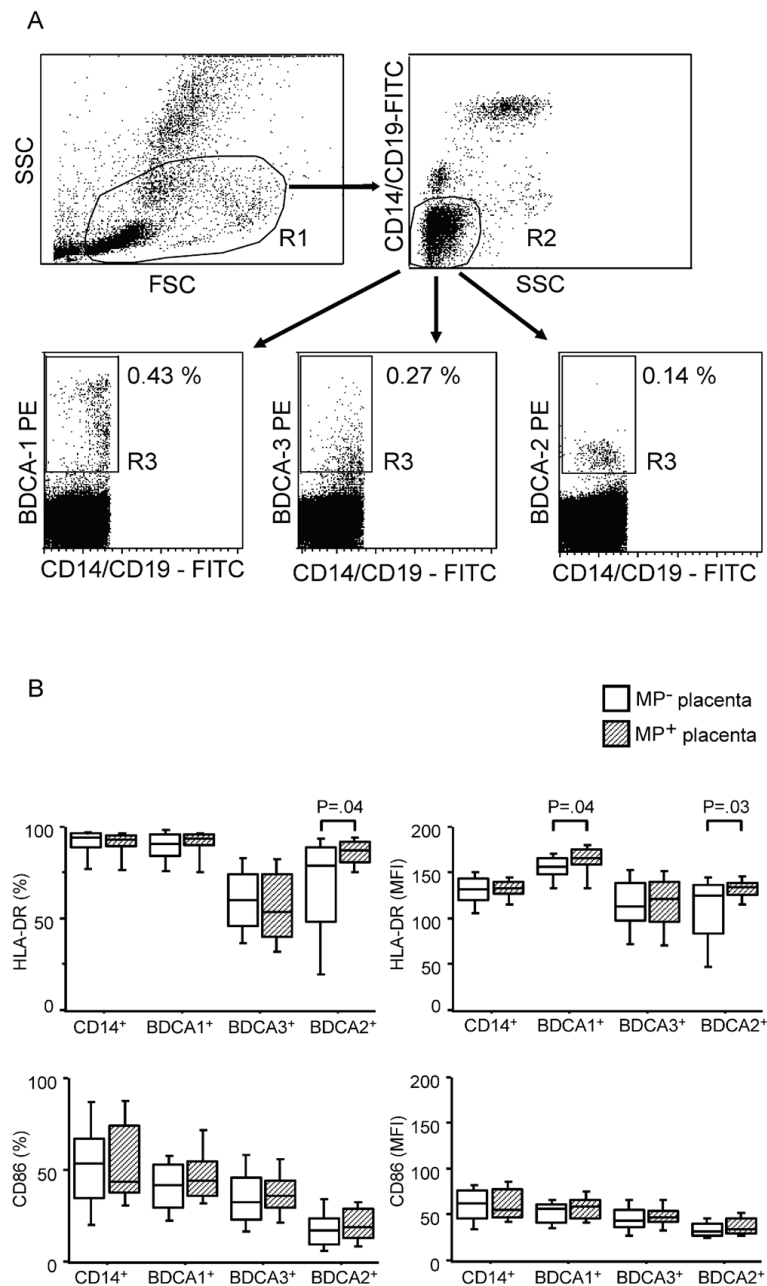 A
SSC
R1
FSC
CD14/CD19-FITC
R2
SSC
BDCA-1 PE
0.43 %
R3
CD14/CD19 - FITC
BDCA-3 PE
0.27 %
R3
CD14/CD19 - FITC
BDCA-2 PE
0.14 %
R3
CD14/CD19 - FITC
B
MP⁻ placenta
MP⁺ placenta
HLA-DR (%)
100
50
0
P=.04
CD14⁺ BDCA1⁺ BDCA3⁺ BDCA2⁺
HLA-DR (MFI)
200
150
100
50
0
P=.04
P=.03
CD14⁺ BDCA1⁺ BDCA3⁺ BDCA2⁺
CD86 (%)
100
50
0
CD14⁺ BDCA1⁺ BDCA3⁺ BDCA2⁺
CD86 (MFI)
200
150
100
50
0
CD14⁺ BDCA1⁺ BDCA3⁺ BDCA2⁺